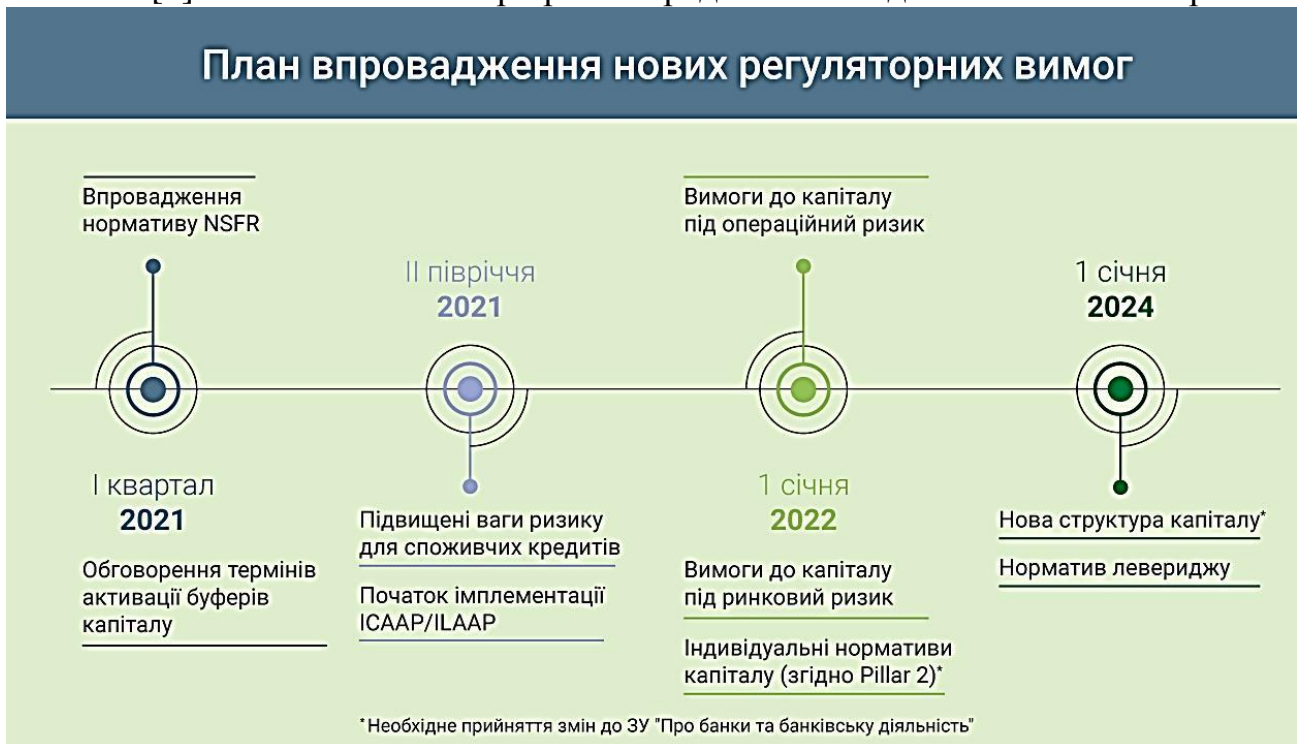 План впровадження нових регуляторних вимог
Впровадження
нормативу NSFR
I квартал
2021
Обговорення термінів
активації буферів
капіталу
II півріччя
2021
Підвищені ваги ризику
для споживчих кредитів
Початок імплементації
ICAAP/ILAAP
Вимоги до капіталу
під операційний ризик
1 січня
2022
Вимоги до капіталу
під ринковий ризик
Індивідуальні нормативи
капіталу (згідно Pillar 2)*
1 січня
2024
Нова структура капіталу*
Норматив левериджу
*Необхідне прийняття змін до ЗУ "Про банки та банківську діяльність"